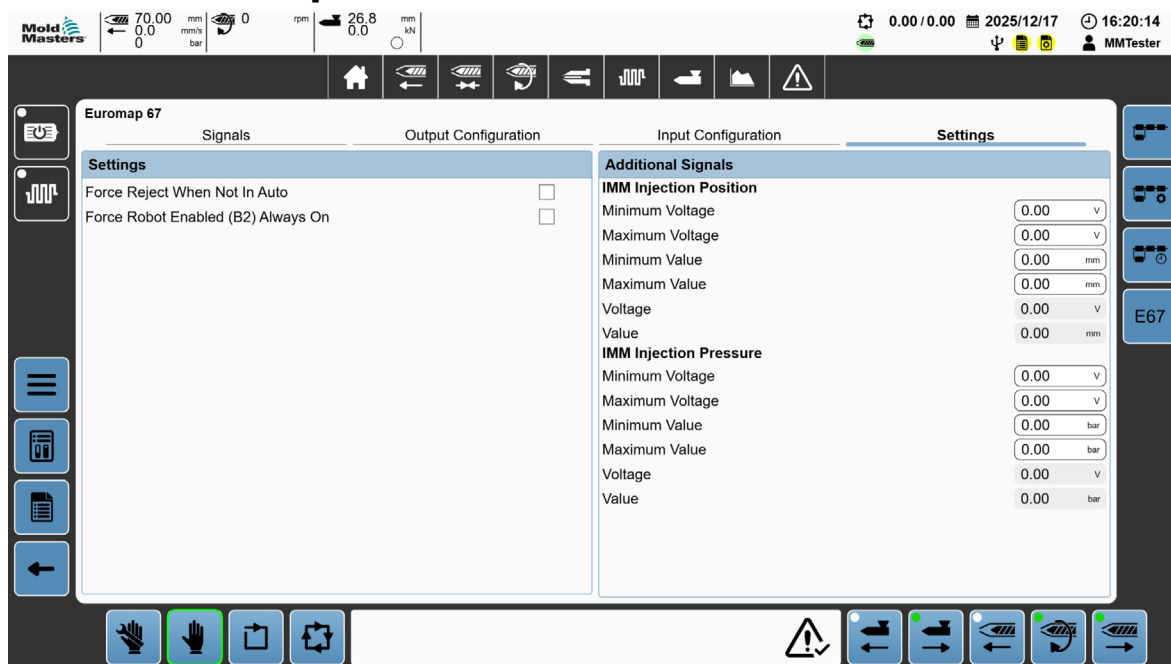 Mold
Masters
70.00 mm
0.0 mm/s
0 bar
0 rpm
26.8 mm
0.0 kN
0.00 / 0.00
2025/12/17
16:20:14
MMTester
Euromap 67
Signals
Output Configuration
Input Configuration
Settings
Settings
Force Reject When Not In Auto
Force Robot Enabled (B2) Always On
Additional Signals
IMM Injection Position
Minimum Voltage 0.00 V
Maximum Voltage 0.00 V
Minimum Value 0.00 mm
Maximum Value 0.00 mm
Voltage 0.00 V
Value 0.00 mm
IMM Injection Pressure
Minimum Voltage 0.00 V
Maximum Voltage 0.00 V
Minimum Value 0.00 bar
Maximum Value 0.00 bar
Voltage 0.00 V
Value 0.00 bar
E67